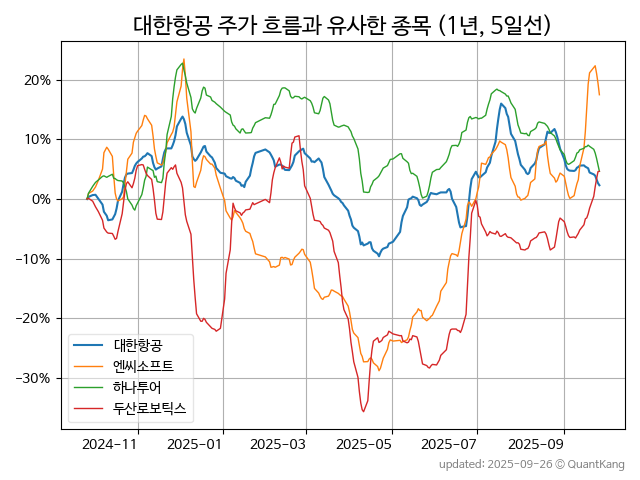 대한항공 주가 흐름과 유사한 종목 (1년, 5일선)
20%
10%
0%
−10%
−20%
−30%
대한항공
엔씨소프트
하나투어
두산로보틱스
2024-11 2025-01 2025-03 2025-05 2025-07 2025-09
updated: 2025-09-26 © QuantKang